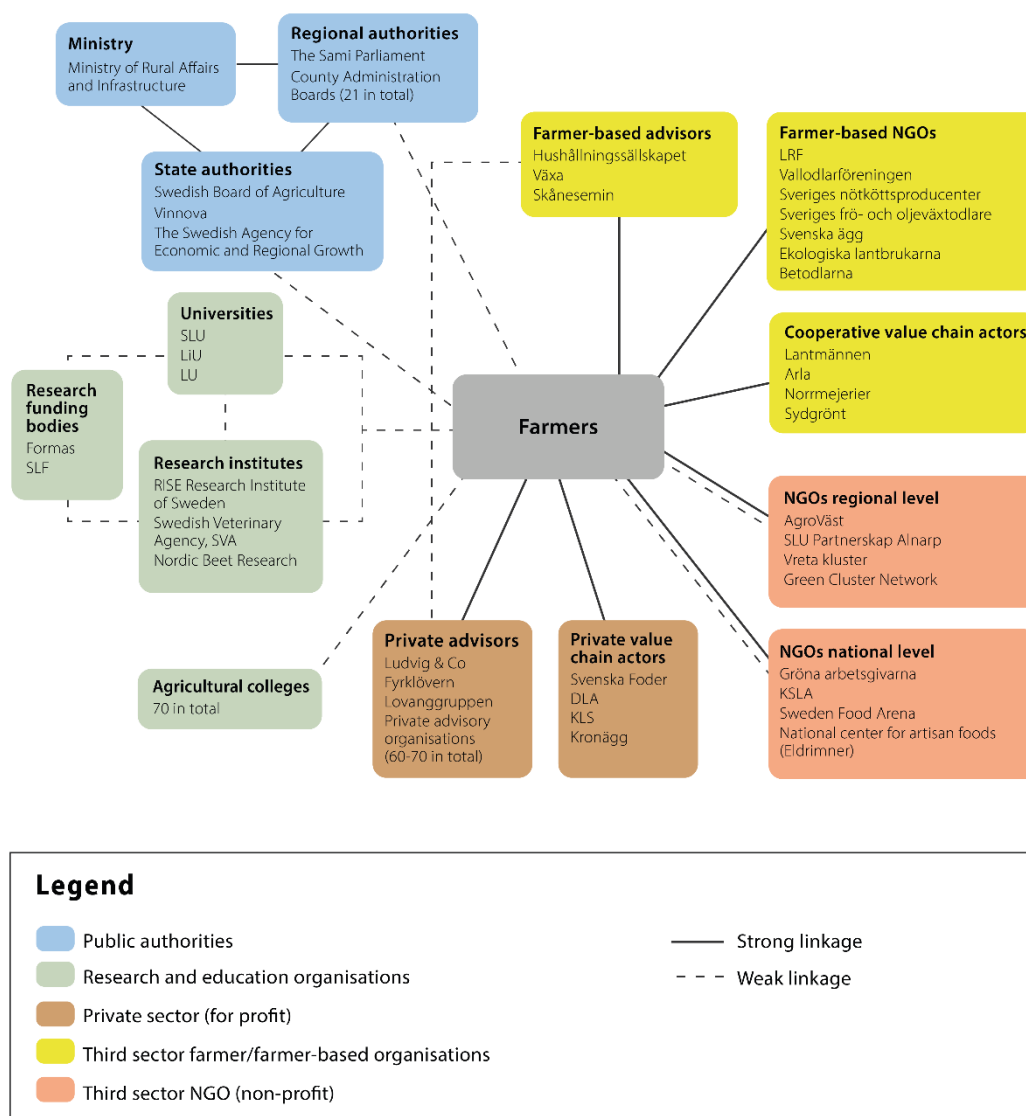 Ministry
Ministry of Rural Affairs
and Infrastructure
Regional authorities
The Sami Parliament
County Administration
Boards (21 in total)
State authorities
Swedish Board of Agriculture
Vinnova
The Swedish Agency for
Economic and Regional Growth
Farmer-based advisors
Hushållningssällskapet
Växa
Skånesemin
Farmer-based NGOs
LRF
Vallodlarföreningen
Sveriges nötköttsproducenter
Sveriges frö- och oljeväxtodlare
Svenska ägg
Ekologiska lantbrukarna
Betodlarna
Universities
SLU
LiU
LU
Research
funding
bodies
Formas
SLF
Research institutes
RISE Research Institute
of Sweden
Swedish Veterinary
Agency, SVA
Nordic Beet Research
Farmers
Cooperative value chain actors
Lantmännen
Arla
Norrmejerier
Sydgrönt
NGOs regional level
AgroVäst
SLU Partnerskap Alnarp
Vreta kluster
Green Cluster Network
Agricultural colleges
70 in total
Private advisors
Ludvig & Co
Fyrklövern
Lovanggruppen
Private advisory
organisations
(60-70 in total)
Private value
chain actors
Svenska Foder
DLA
KLS
Kronägg
NGOs national level
Gröna arbetsgivarna
KSLA
Sweden Food Arena
National center for artisan foods
(Eldrimner)
Legend
Public authorities
Research and education organisations
Private sector (for profit)
Third sector farmer/farmer-based organisations
Third sector NGO (non-profit)
Strong linkage
Weak linkage